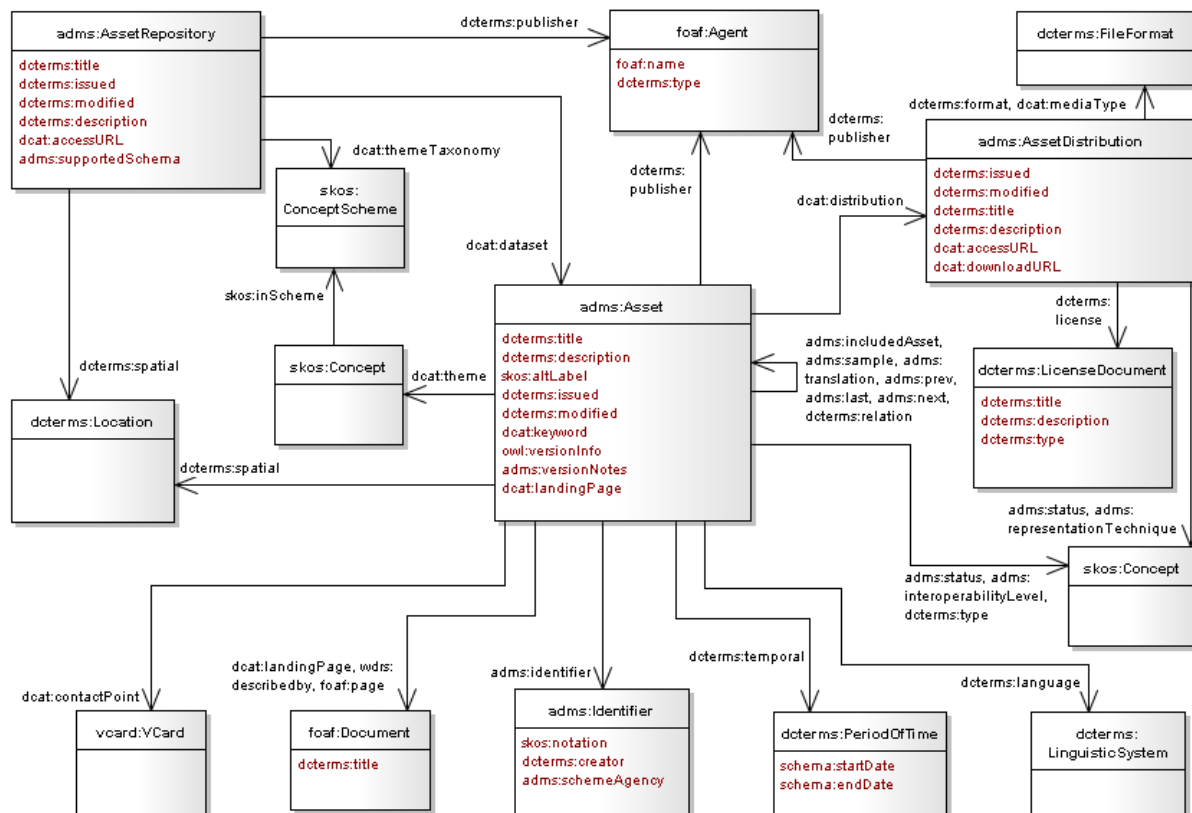 adms:AssetRepository
dcterms:title
dcterms:issued
dcterms:modified
dcterms:description
dcat:accessURL
adms:supportedSchema
dcterms:publisher
foaf:Agent
foaf:name
dcterms:type
dcterms:FileFormat
dcterms:format, dcat:mediaType
dcterms:
publisher
adms:AssetDistribution
dcterms:issued
dcterms:modified
dcterms:title
dcterms:description
dcat:accessURL
dcat:downloadURL
dcat:themeTaxonomy
skos:
ConceptScheme
dcterms:
publisher
dcat:distribution
dcat:dataset
skos:inScheme
adms:Asset
dcterms:title
dcterms:description
skos:altLabel
dcterms:issued
dcterms:modified
dcat:keyword
owl:versionInfo
adms:versionNotes
dcat:landingPage
dcterms:
license
adms:includedAsset,
adms:sample, adms:
translation, adms:prev,
adms:last, adms:next,
dcterms:relation
dcterms:LicenseDocument
dcterms:title
dcterms:description
dcterms:type
dcterms:spatial
skos:Concept
dcat:theme
dcterms:Location
dcterms:spatial
adms:status, adms:
representationTechnique
skos:Concept
adms:status, adms:
interoperabilityLevel,
dcterms:type
dcat:contactPoint
dcat:landingPage, wdrs:
describedby, foaf:page
adms:identifier
dcterms:temporal
dcterms:language
vcard:VCard
foaf:Document
dcterms:title
adms:Identifier
skos:notation
dcterms:creator
adms:schemeAgency
dcterms:PeriodOfTime
schema:startDate
schema:endDate
dcterms:
LinguisticSystem